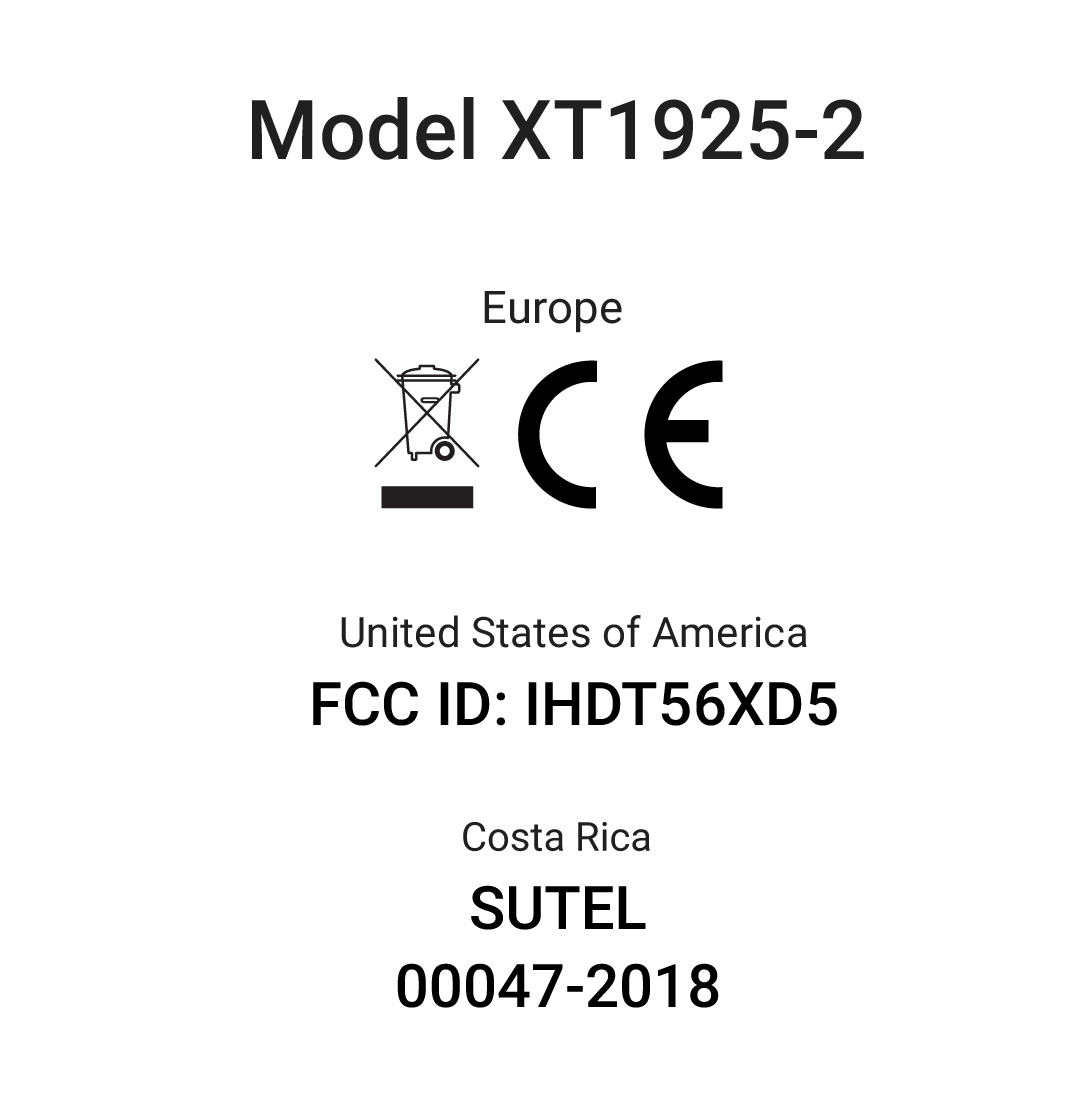 Model XT1925-2
Europe
CE
United States of America
FCC ID: IHDT56XD5
Costa Rica
SUTEL
00047-2018